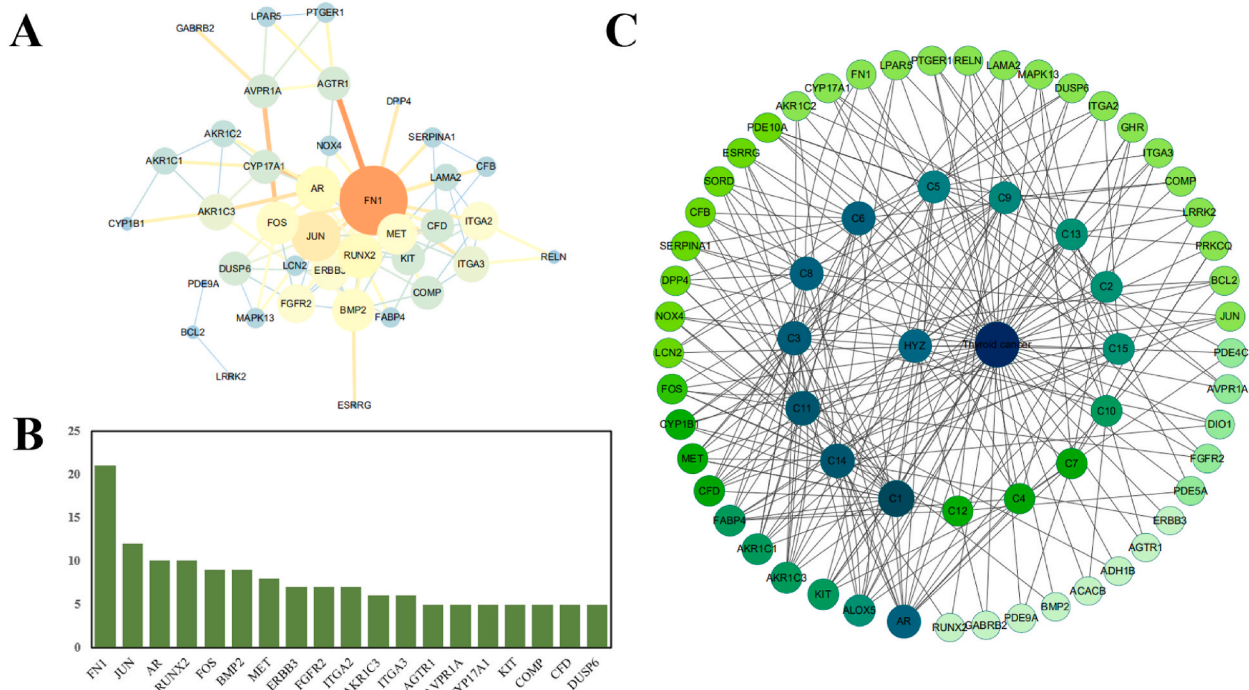 A
LPAR5
PTGER1
GABRB2
AVPR1A
AGTR1
DPP4
AKR1C2
NOX4
SERPINA1
AKR1C1
CYP17A1
LAMA2
CFB
AR
FN1
AKR1C3
CYP1B1
FOS
JUN
MET
CFD
ITGA2
RUNX2
KIT
ITGA3
RELN
DUSP6
LCN2
PDE9A
FGFR2
COMP
MAPK13
BMP2
FABP4
BCL2
LRRK2
ESRRG
B
25
20
15
10
5
0
FN1
JUN
AR
RUNX2
FOS
BMP2
MET
ERBB3
FGFR2
ITGA2
AKR1C3
ITGA3
AGTR1
AVPR1A
CYP17A1
KIT
COMP
CFD
DUSP6
C
LPAR5
PTGER1
RELN
LAMA2
MAPK13
DUSP6
ITGA2
GHR
ITGA3
COMP
LRRK2
PRKCQ
BCL2
JUN
PDE4C
AVPR1A
DIO1
FGFR2
PDE5A
ERBB3
AGTR1
ADH1B
ACACB
BMP2
PDE9A
GABRB2
RUNX2
AR
ALOX5
KIT
AKR1C3
AKR1C1
FABP4
CFD
MET
CYP1B1
FOS
LCN2
NOX4
DPP4
SERPINA1
CFB
SORD
ESRRG
PDE10A
AKR1C2
CYP17A1
FN1
C5
C9
C13
C2
C15
C10
C7
C4
C12
C1
C14
C11
C3
C8
C6
HYZ
Thyroid cancer